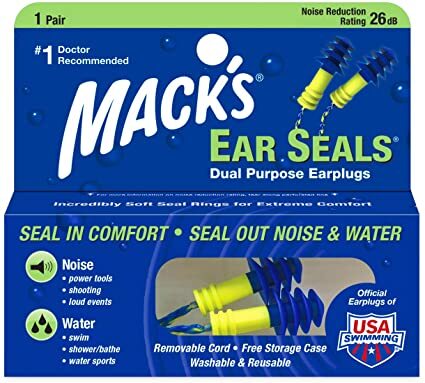 1 Pair
Noise Reduction
Rating 26dB
#1 Doctor
Recommended
MACK'S®
EAR SEALS®
Dual Purpose Earplugs
Incredibly Soft Seal Rings for Extreme Comfort
SEAL IN COMFORT • SEAL OUT NOISE & WATER
Noise
• power tools
• shooting
• loud events
Water
• swim
• shower/bathe
• water sports
Official
Earplugs of
USA
SWIMMING
Removable Cord • Free Storage Case
Washable & Reusable